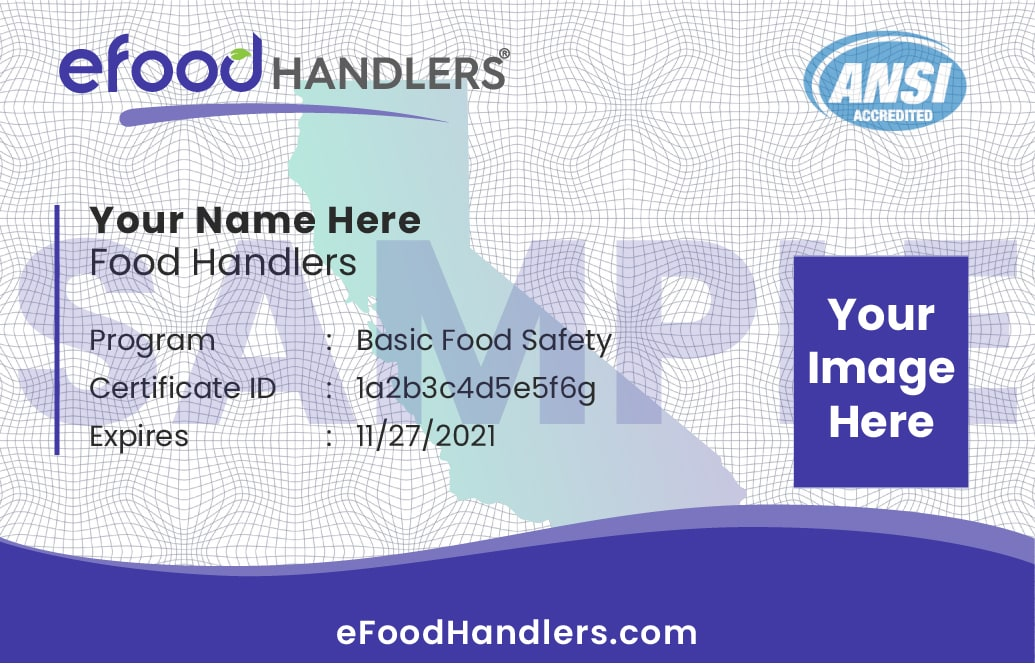 efood HANDLERS®
ANSI
ACCREDITED
Your Name Here
Food Handlers
SAMPLE
Program : Basic Food Safety
Certificate ID : 1a2b3c4d5e5f6g
Expires : 11/27/2021
Your
Image
Here
eFoodHandlers.com